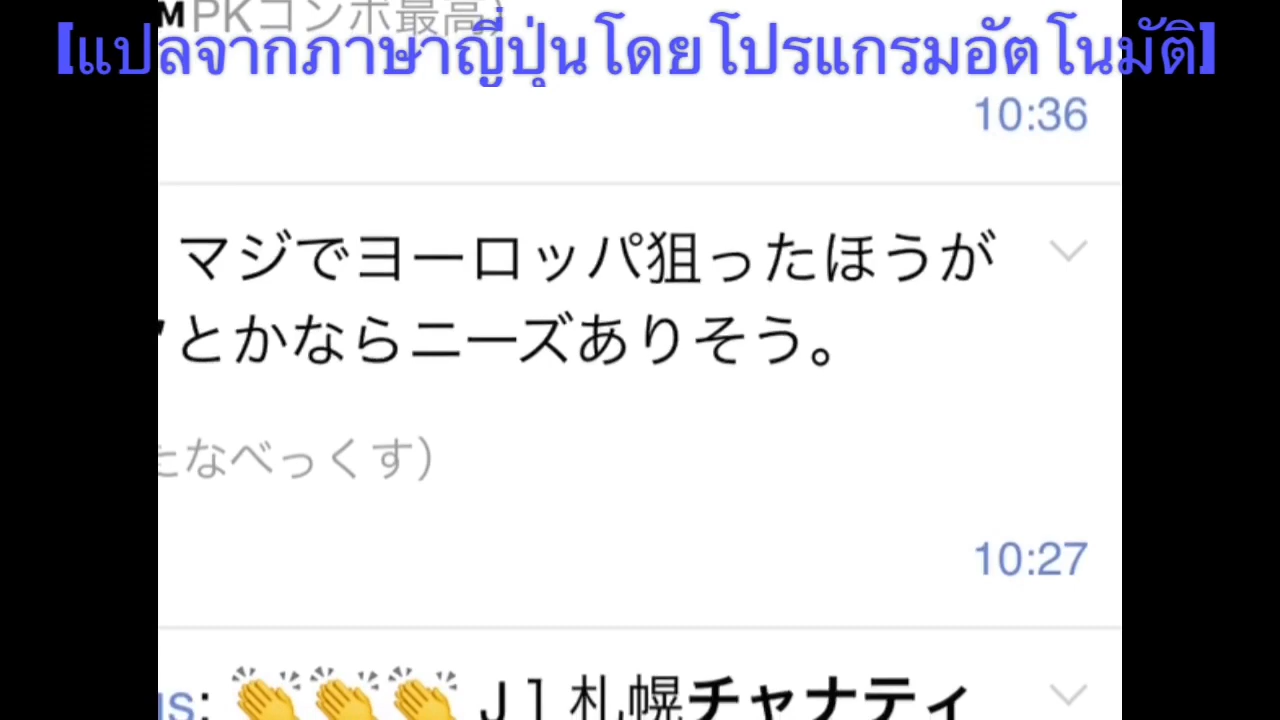 PKコンボ最高)
[แปลจากภาษาญี่ปุ่นโดยโปรแกรมอัตโนมัติ]
10:36
マジでヨーロッパ狙ったほうが
とかならニーズありそう。
たなべっくす)
10:27
us: 👏👏👏 J1 札幌チャナティ